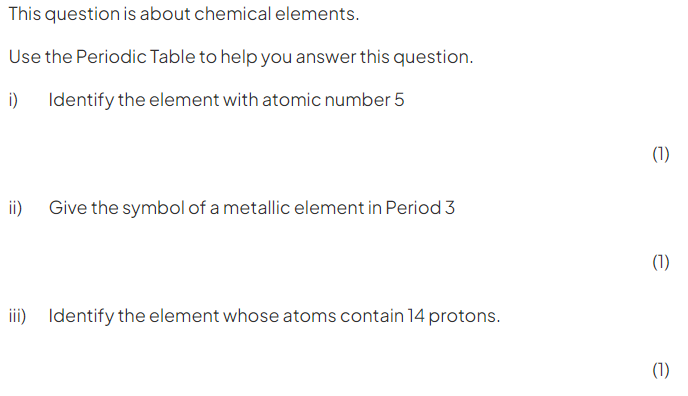 This question is about chemical elements.
Use the Periodic Table to help you answer this question.
i) Identify the element with atomic number 5
(1)
ii) Give the symbol of a metallic element in Period 3
(1)
iii) Identify the element whose atoms contain 14 protons.
(1)